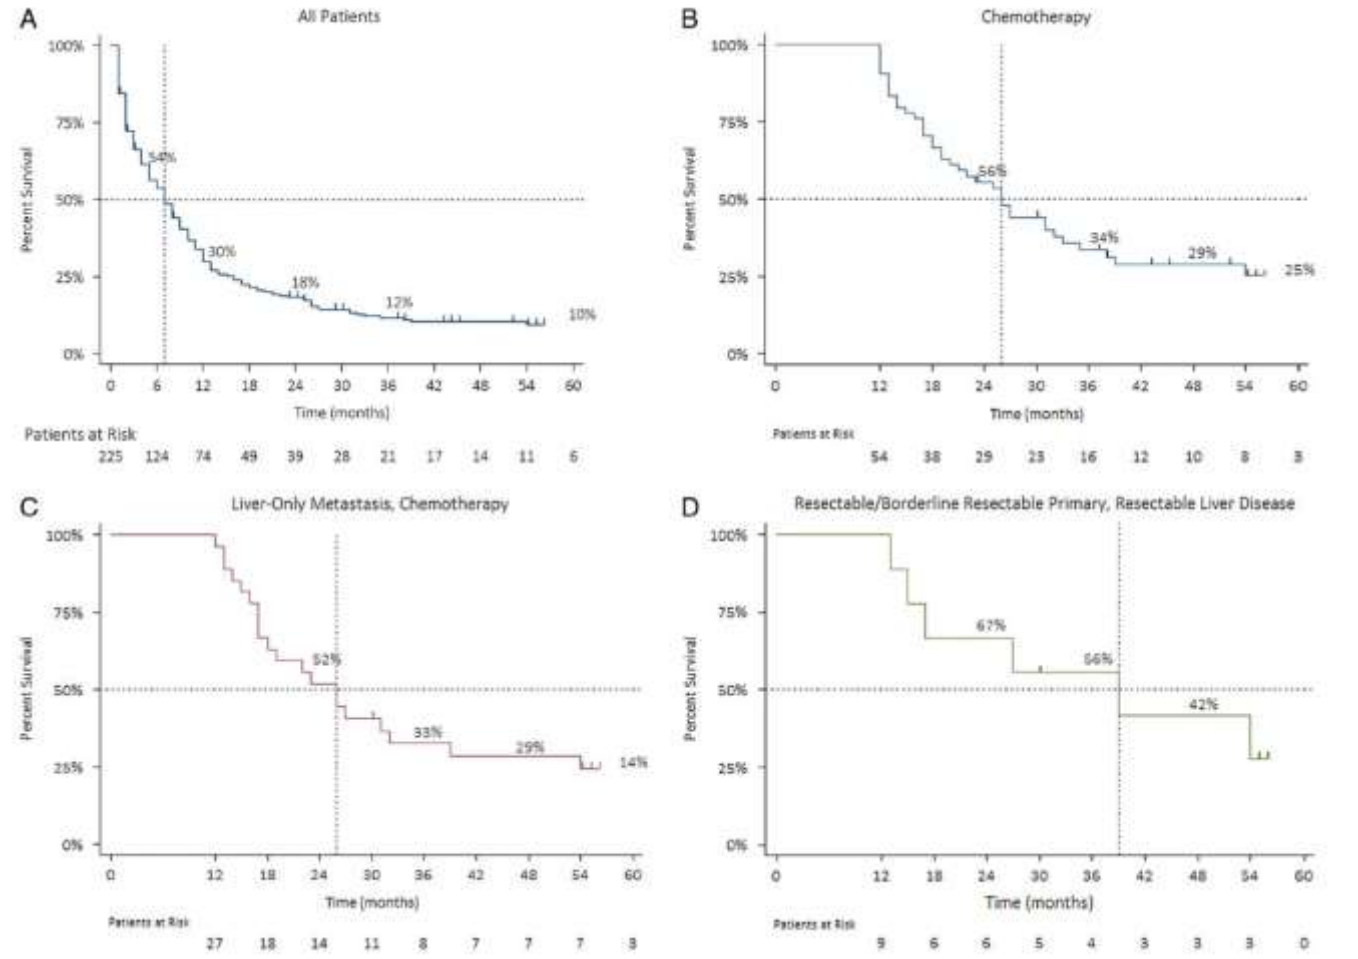 A
All Patients
100%
75%
50%
25%
0%
Percent Survival
54%
30%
18%
12%
10%
0 6 12 18 24 30 36 42 48 54 60
Time (months)
Patients at Risk
225 124 74 49 39 28 21 17 14 11 6
B
Chemotherapy
100%
75%
50%
25%
0%
Percent Survival
56%
34%
29%
25%
0 12 18 24 30 36 42 48 54 60
Time (months)
Patients at Risk
54 38 29 23 16 12 10 8 3
C
Liver-Only Metastasis, Chemotherapy
100%
75%
50%
25%
0%
Percent Survival
52%
33%
29%
14%
0 12 18 24 30 36 42 48 54 60
Time (months)
Patients at Risk
27 18 14 11 8 7 7 7 3
D
Resectable/Borderline Resectable Primary, Resectable Liver Disease
100%
75%
50%
25%
0%
Percent Survival
67%
56%
42%
0 12 18 24 30 36 42 48 54 60
Time (months)
Patients at Risk
9 6 6 5 4 3 3 3 0